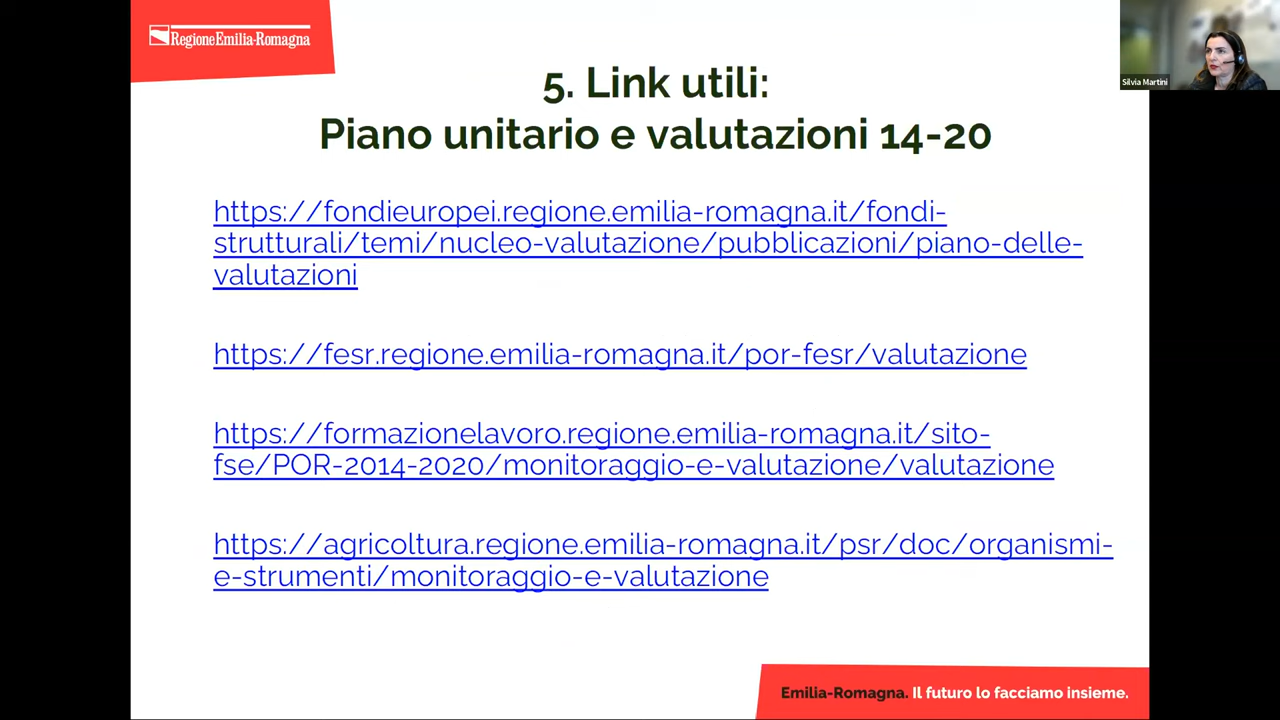 RegioneEmilia-Romagna
Silvia Martini
5. Link utili:
Piano unitario e valutazioni 14-20
https://fondieuropei.regione.emilia-romagna.it/fondi-
strutturali/temi/nucleo-valutazione/pubblicazioni/piano-delle-
valutazioni
https://fesr.regione.emilia-romagna.it/por-fesr/valutazione
https://formazionelavoro.regione.emilia-romagna.it/sito-
fse/POR-2014-2020/monitoraggio-e-valutazione/valutazione
https://agricoltura.regione.emilia-romagna.it/psr/doc/organismi-
e-strumenti/monitoraggio-e-valutazione
Emilia-Romagna. Il futuro lo facciamo insieme.